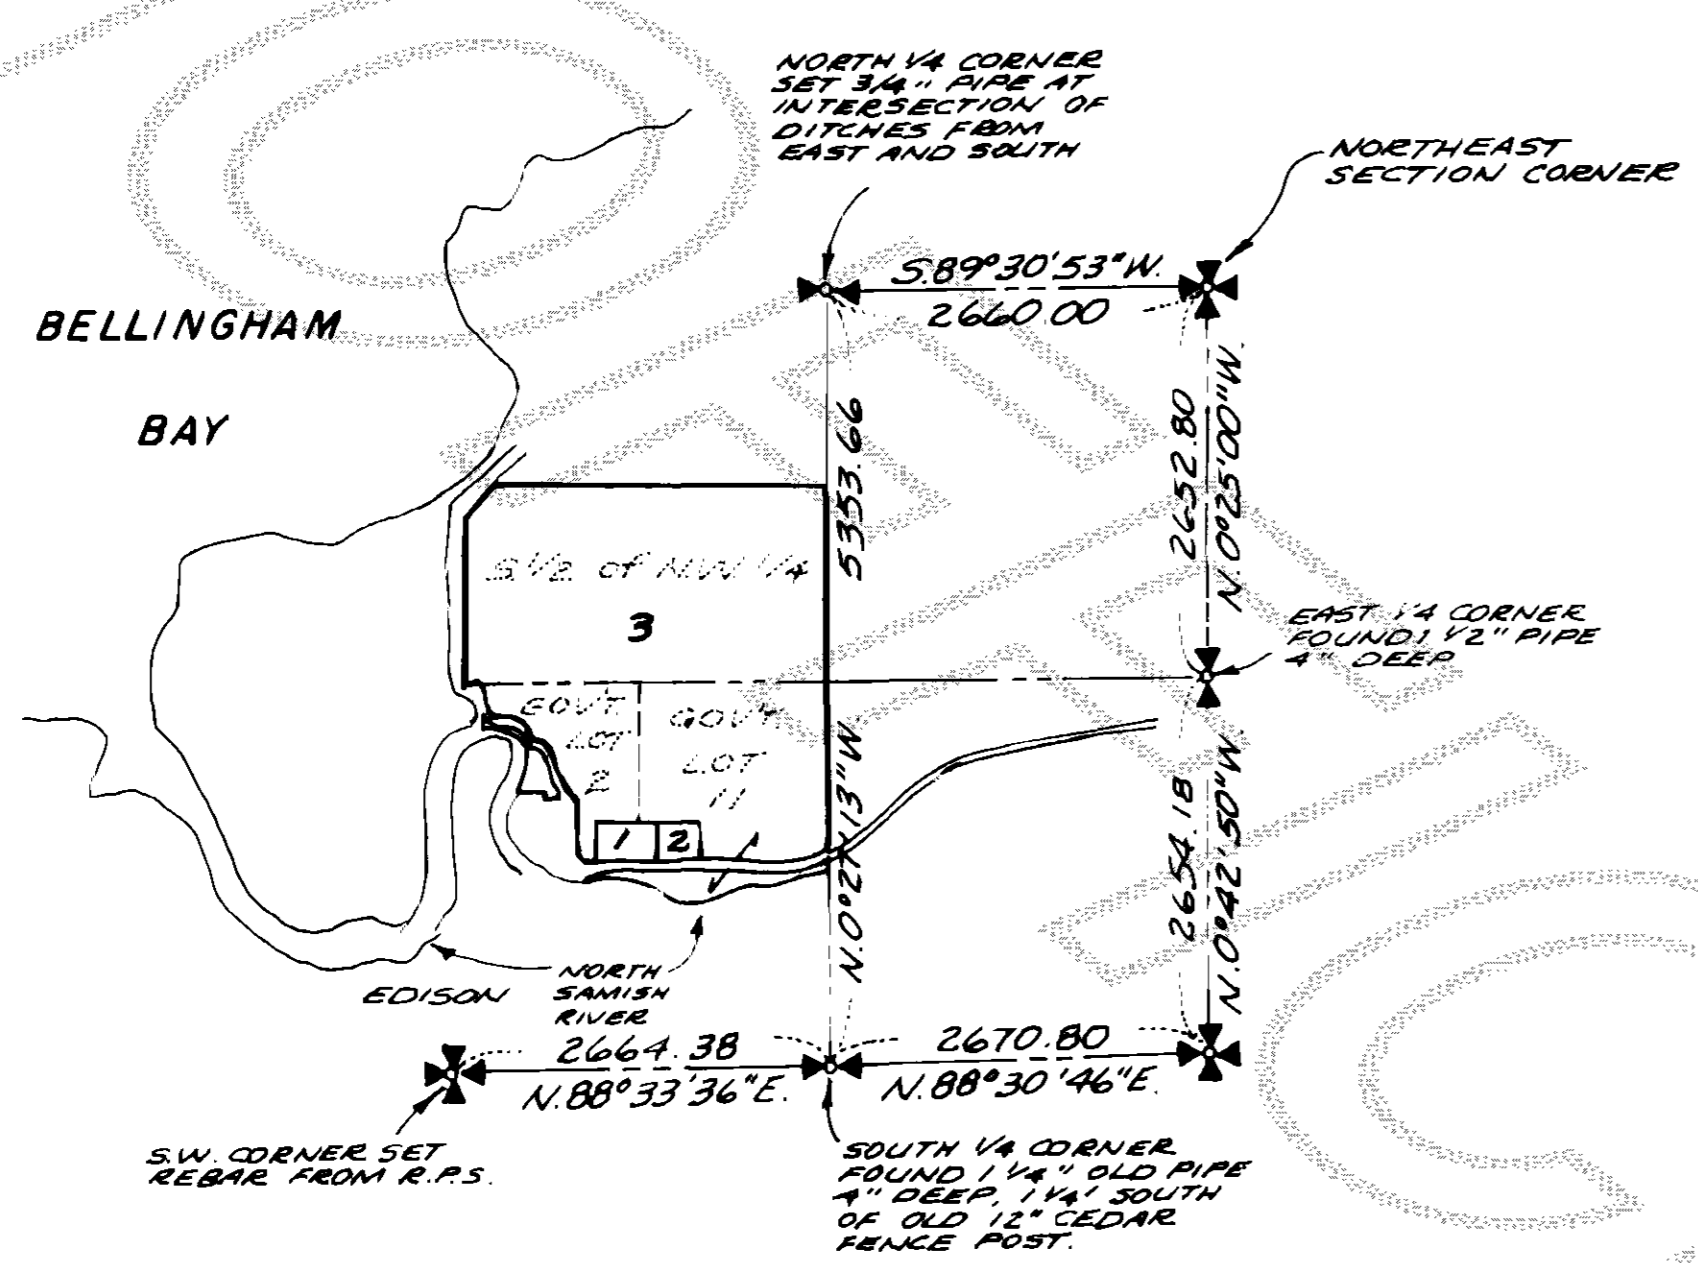 NORTH 1/4 CORNER
SET 3/4" PIPE AT
INTERSECTION OF
DITCHES FROM
EAST AND SOUTH
NORTHEAST
SECTION CORNER
S.89°30'53"W.
2660.00
BELLINGHAM
BAY
5353.66
N.0°27'13"W.
2652.80
N.0°25'00"W.
S 1/2 of N.W. 1/4
3
EAST 1/4 CORNER
FOUND 1 1/2" PIPE
4" DEEP
GOV'T.
LOT
2
GOV'T
LOT
11
1
2
2654.18
N.0°42'50"W.
EDISON
NORTH
SAMISH
RIVER
2664.38
N.88°33'36"E.
2670.80
N.88°30'46"E.
S.W. CORNER SET
REBAR FROM R.P.S.
SOUTH 1/4 CORNER
FOUND 1 1/4" OLD PIPE
4" DEEP, 1 1/4' SOUTH
OF OLD 12" CEDAR
FENCE POST.